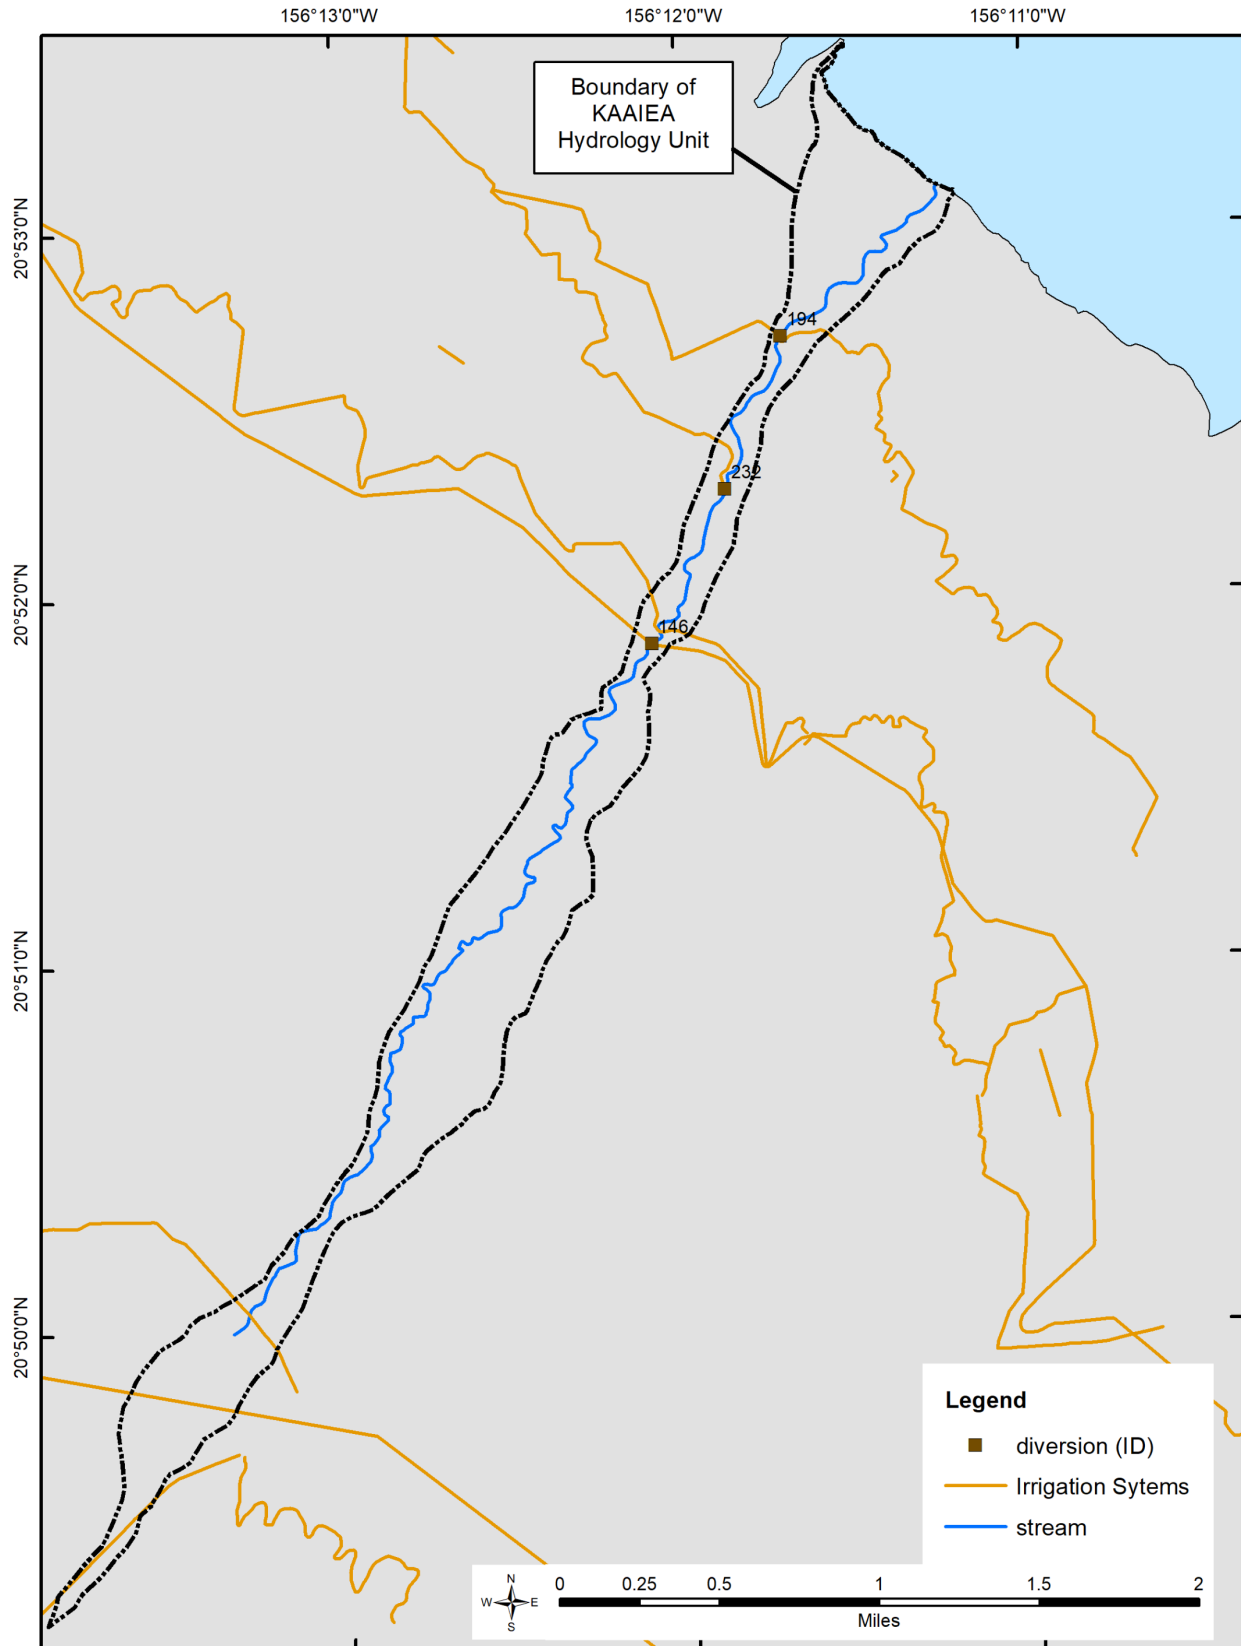 156°13'0"W
156°12'0"W
156°11'0"W
Boundary of
KAAIEA
Hydrology Unit
20°53'0"N
194
232
20°52'0"N
146
20°51'0"N
20°50'0"N
Legend
diversion (ID)
Irrigation Sytems
stream
N
W E
S
0 0.25 0.5 1 1.5 2
Miles